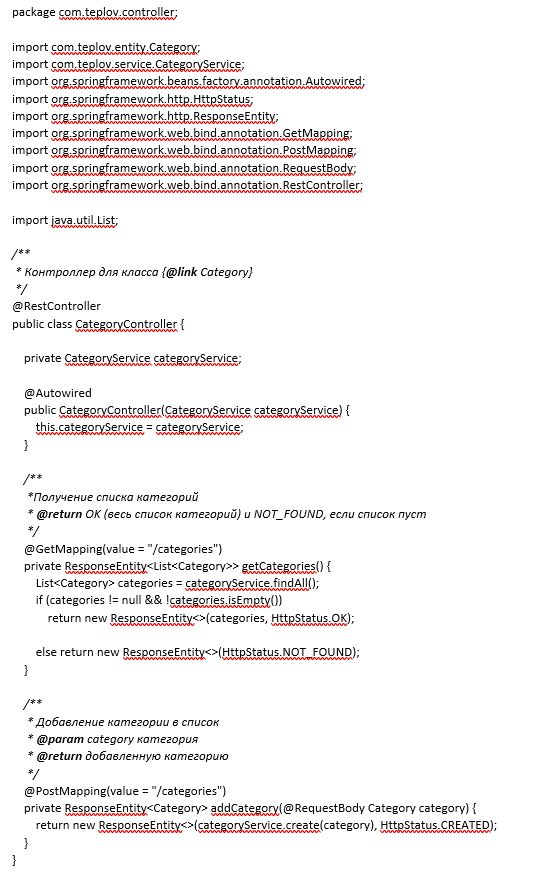 package com.teplov.controller;
import com.teplov.entity.Category;
import com.teplov.service.CategoryService;
import org.springframework.beans.factory.annotation.Autowired;
import org.springframework.http.HttpStatus;
import org.springframework.http.ResponseEntity;
import org.springframework.web.bind.annotation.GetMapping;
import org.springframework.web.bind.annotation.PostMapping;
import org.springframework.web.bind.annotation.RequestBody;
import org.springframework.web.bind.annotation.RestController;
import java.util.List;
/**
* Контроллер для класса {@link Category}
*/
@RestController
public class CategoryController {
private CategoryService categoryService;
@Autowired
public CategoryController(CategoryService categoryService) {
this.categoryService = categoryService;
}
/**
*Получение списка категорий
* @return OK (весь список категорий) и NOT_FOUND, если список пуст
*/
@GetMapping(value = "/categories")
private ResponseEntity<List<Category>> getCategories() {
List<Category> categories = categoryService.findAll();
if (categories != null && !categories.isEmpty())
return new ResponseEntity<>(categories, HttpStatus.OK);
else return new ResponseEntity<>(HttpStatus.NOT_FOUND);
}
/**
* Добавление категории в список
* @param category категория
* @return добавленную категорию
*/
@PostMapping(value = "/categories")
private ResponseEntity<Category> addCategory(@RequestBody Category category) {
return new ResponseEntity<>(categoryService.create(category), HttpStatus.CREATED);
}
}